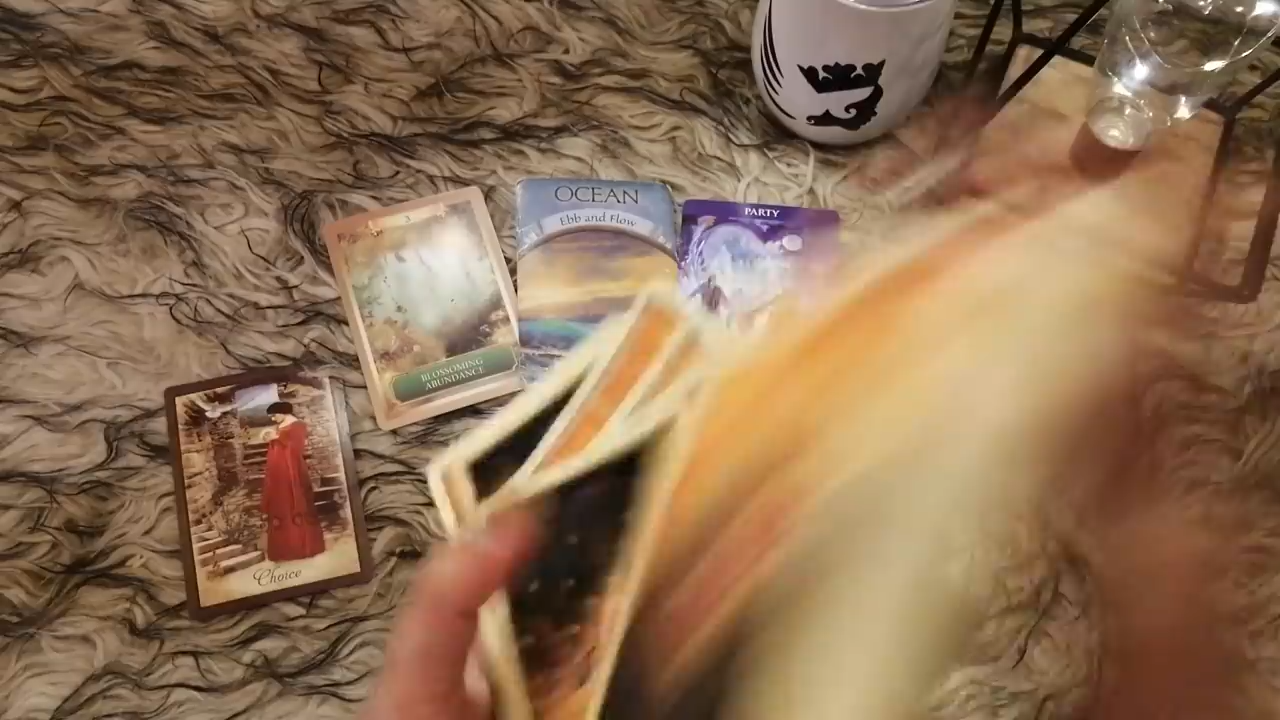 OCEAN
Ebb and Flow
PARTY
3
BLOSSOMING
ABUNDANCE
Choice